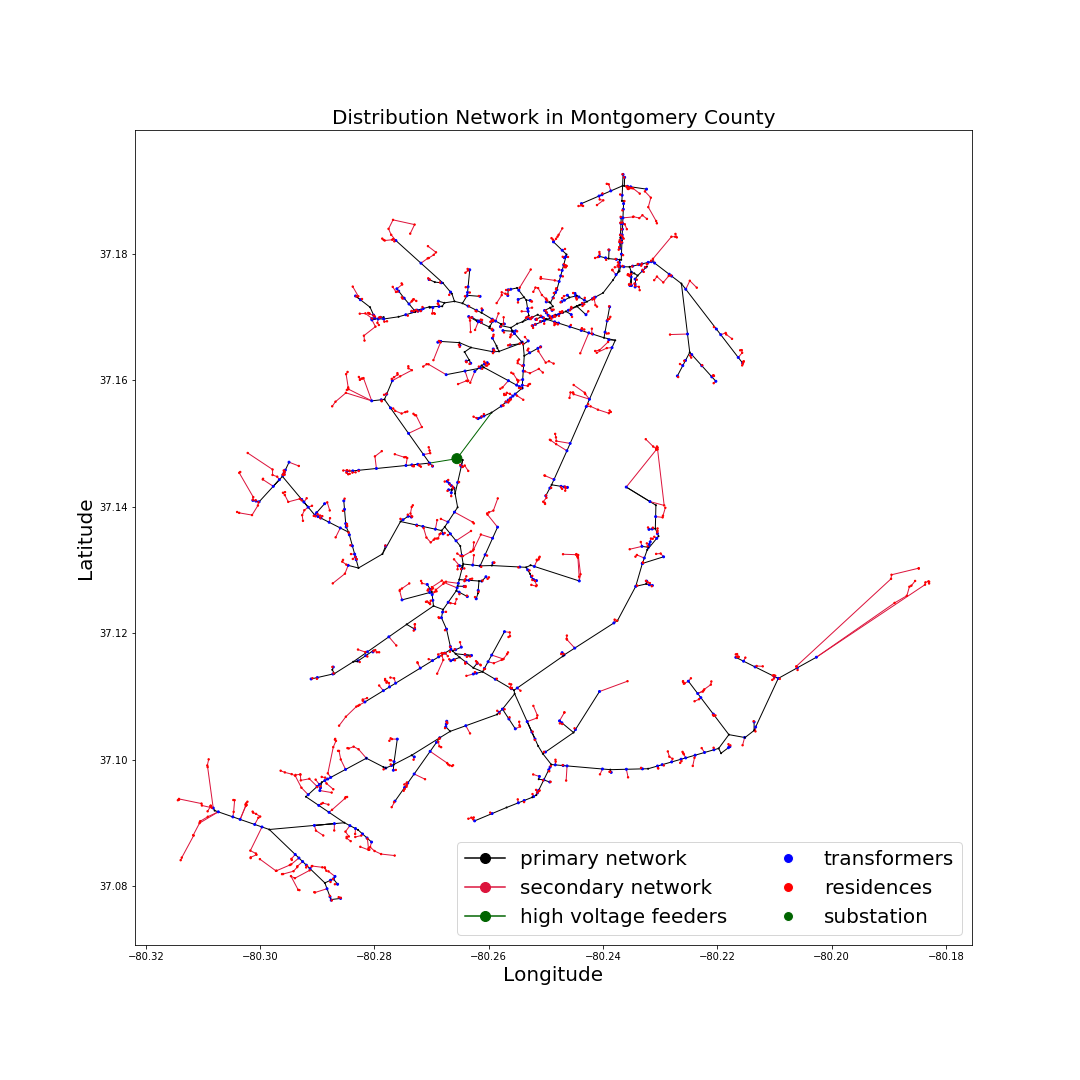 Distribution Network in Montgomery County
Latitude
37.18
37.16
37.14
37.12
37.10
37.08
primary network
secondary network
high voltage feeders
transformers
residences
substation
−80.32 −80.30 −80.28 −80.26 −80.24 −80.22 −80.20 −80.18
Longitude